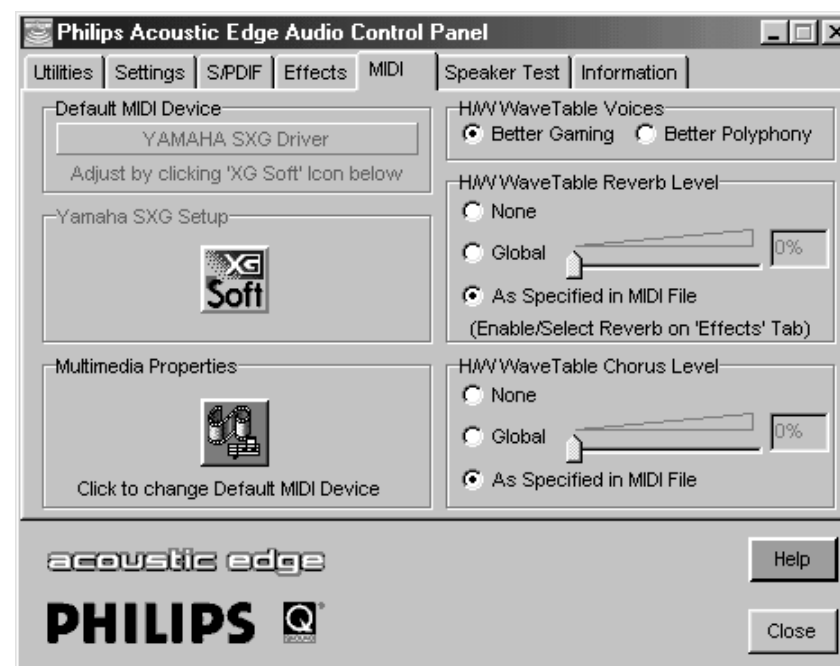 Philips Acoustic Edge Audio Control Panel
Utilities Settings S/PDIF Effects MIDI Speaker Test Information
Default MIDI Device
YAMAHA SXG Driver
Adjust by clicking 'XG Soft' Icon below
Yamaha SXG Setup
XG
Soft
Multimedia Properties
Click to change Default MIDI Device
H/W WaveTable Voices
Better Gaming Better Polyphony
H/W WaveTable Reverb Level
None
Global 0%
As Specified in MIDI File
(Enable/Select Reverb on 'Effects' Tab)
H/W WaveTable Chorus Level
None
Global 0%
As Specified in MIDI File
acoustic edge
Help
PHILIPS Q
Close